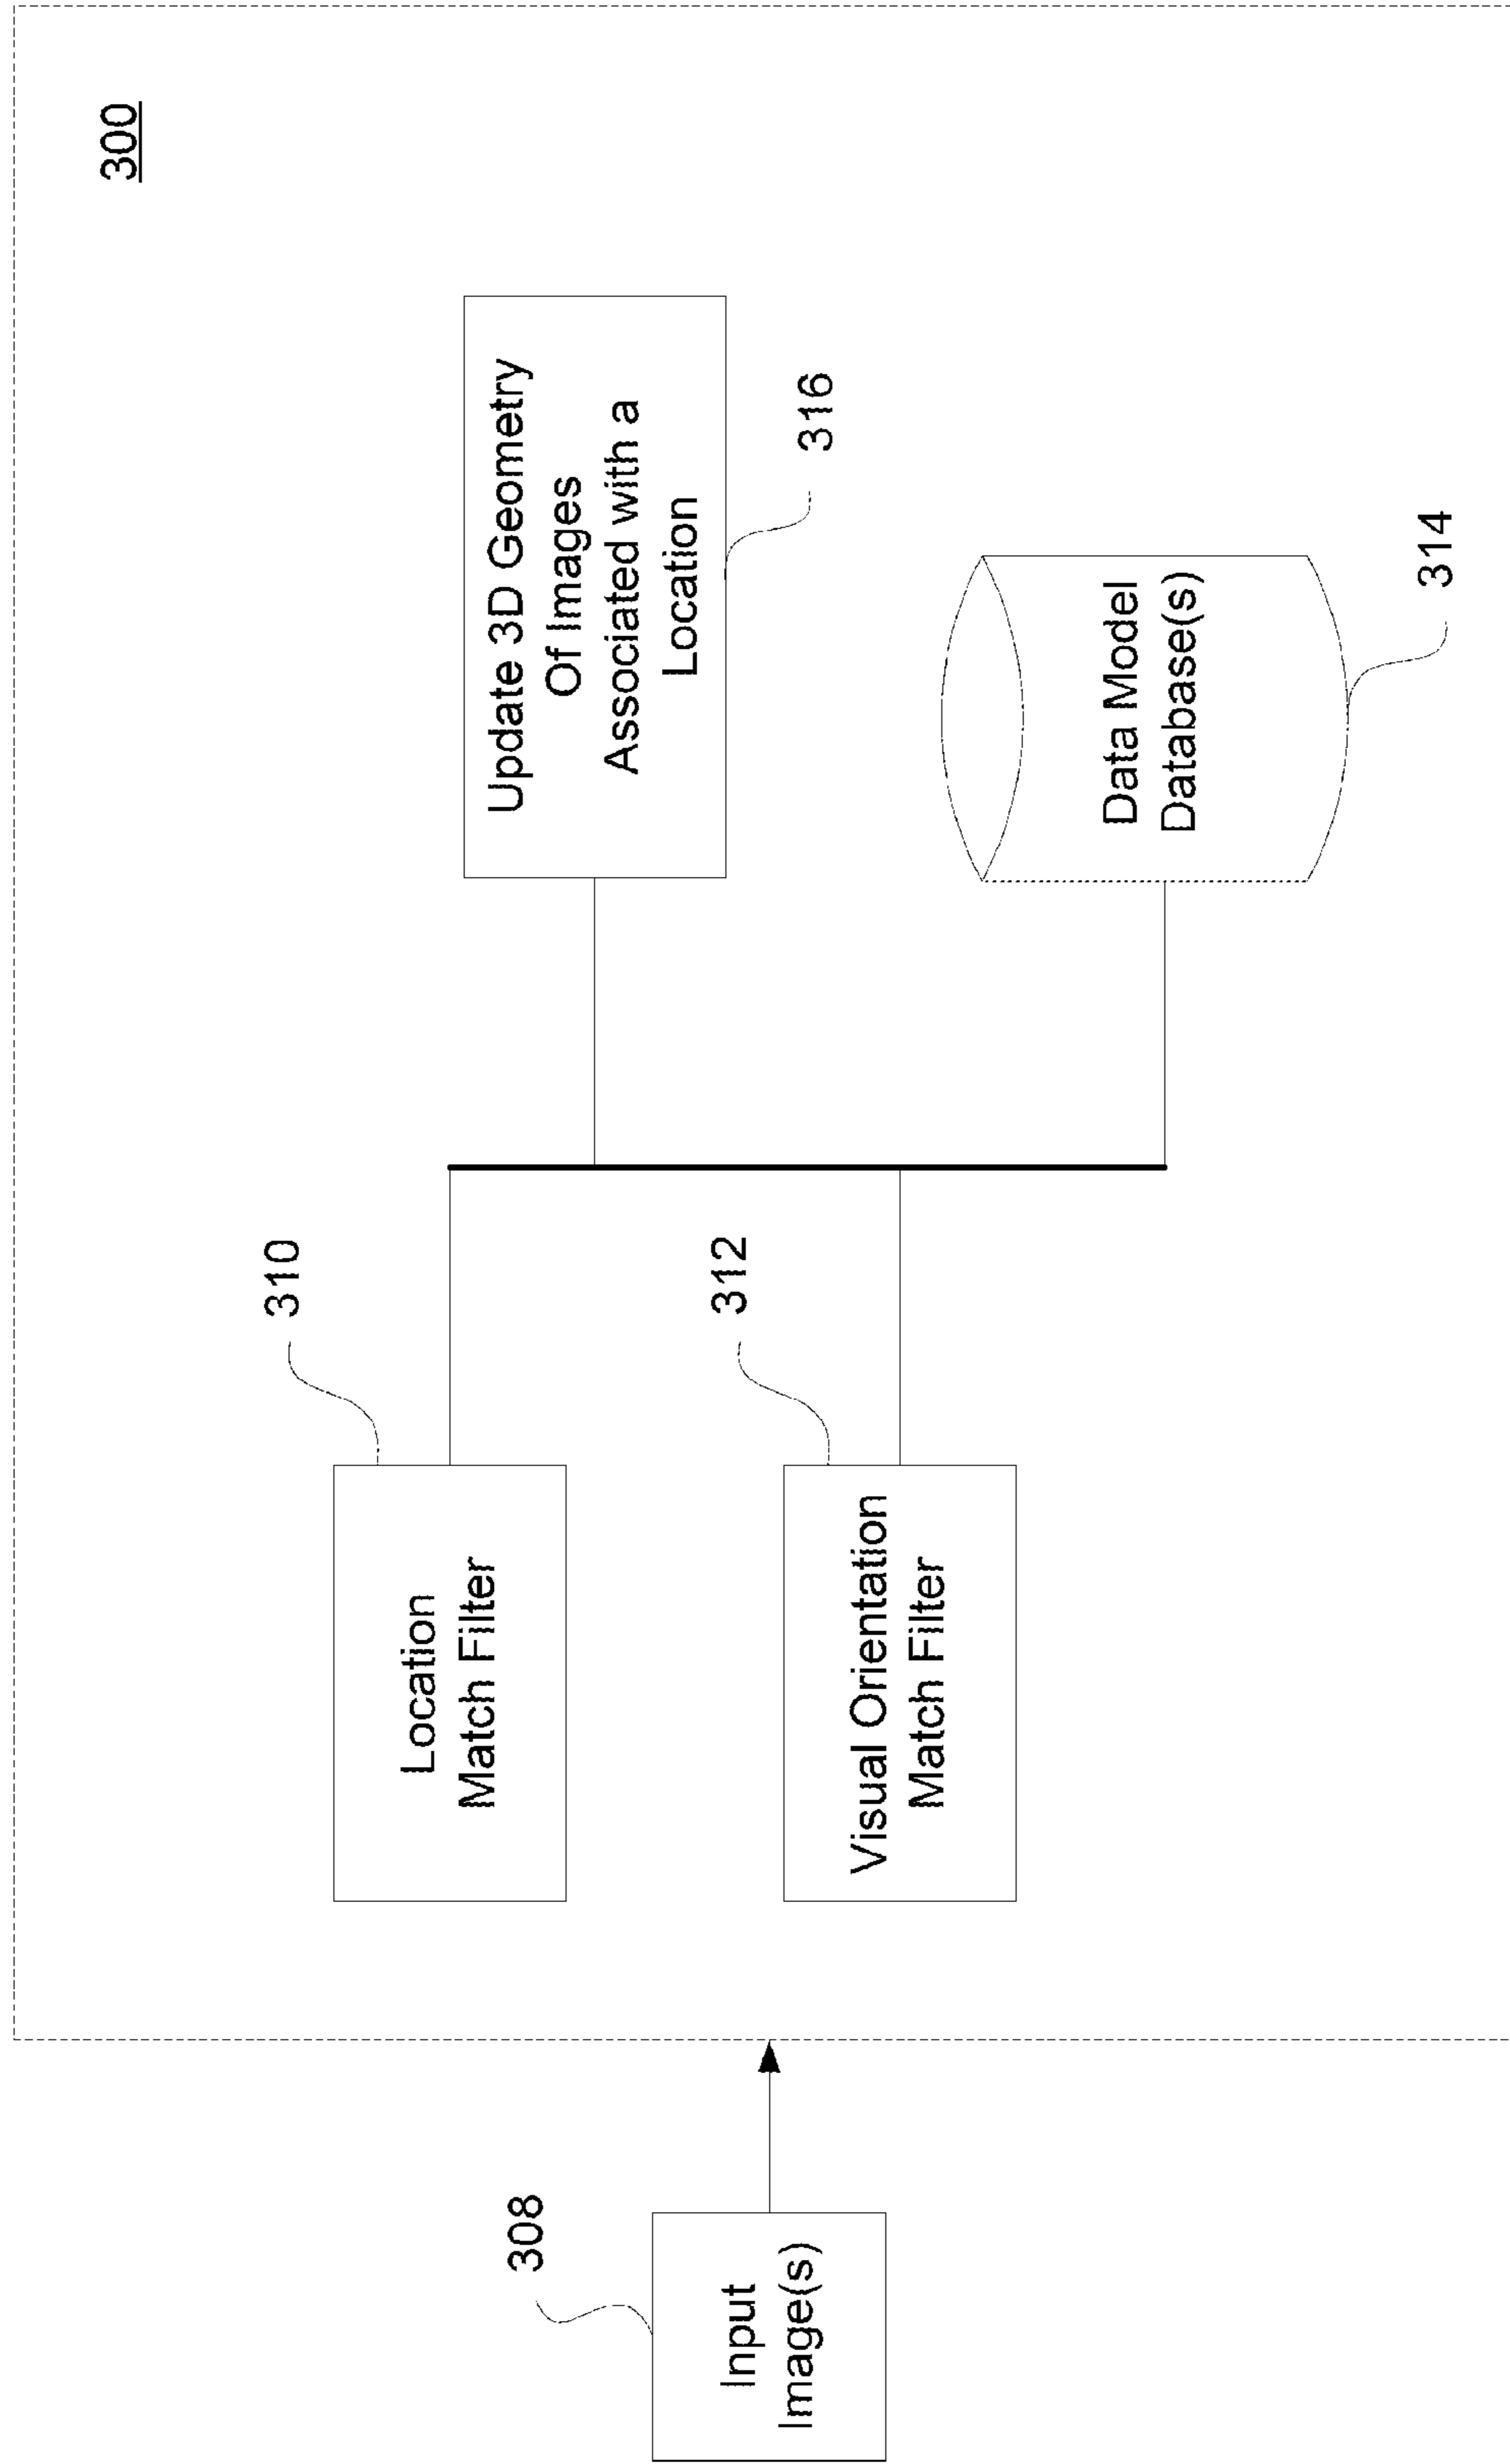 300
308
Input
Image(s)
310
Location
Match Filter
312
Visual Orientation
Match Filter
Update 3D Geometry
Of Images
Associated with a
Location
316
Data Model
Database(s)
314